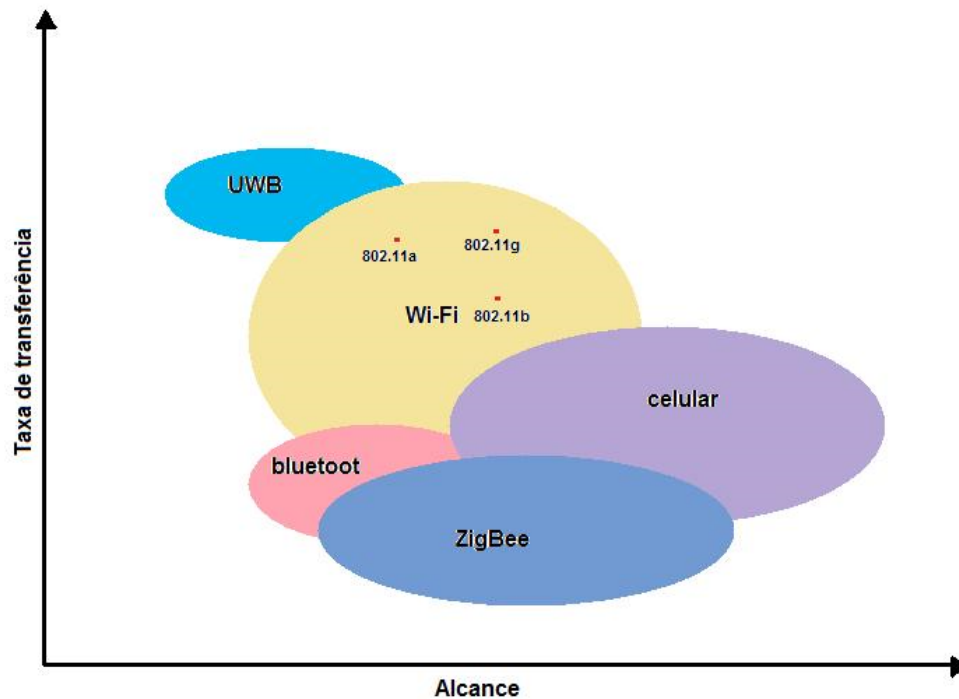 Taxa de transferência
UWB
802.11a
802.11g
Wi-Fi
802.11b
celular
bluetoot
ZigBee
Alcance